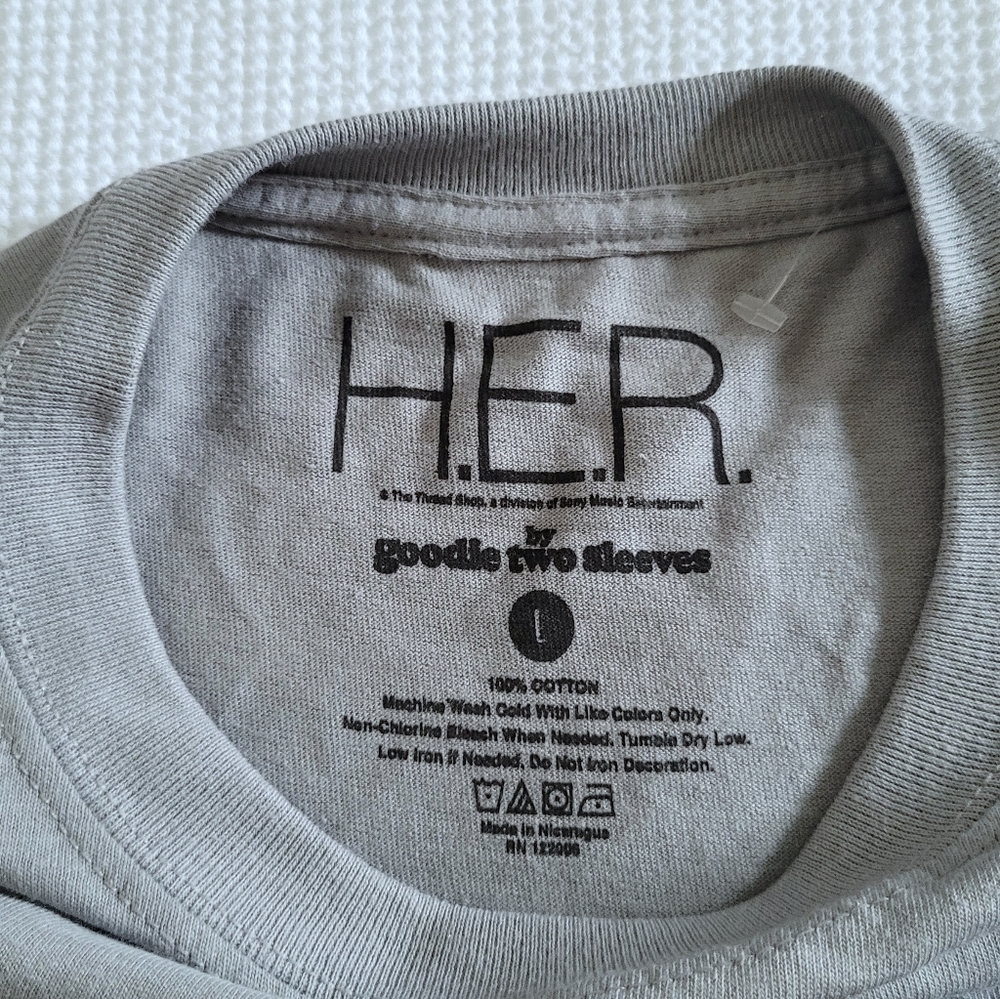 H.E.R.
© The Thread Shop, a division of Sony Music Entertainment
by
goodie two sleeves
L
100% COTTON
Machine Wash Cold With Like Colors Only.
Non-Chlorine Bleach When Needed. Tumble Dry Low.
Low Iron if Needed, Do Not Iron Decoration.
Made in Nicaragua
RN 122006